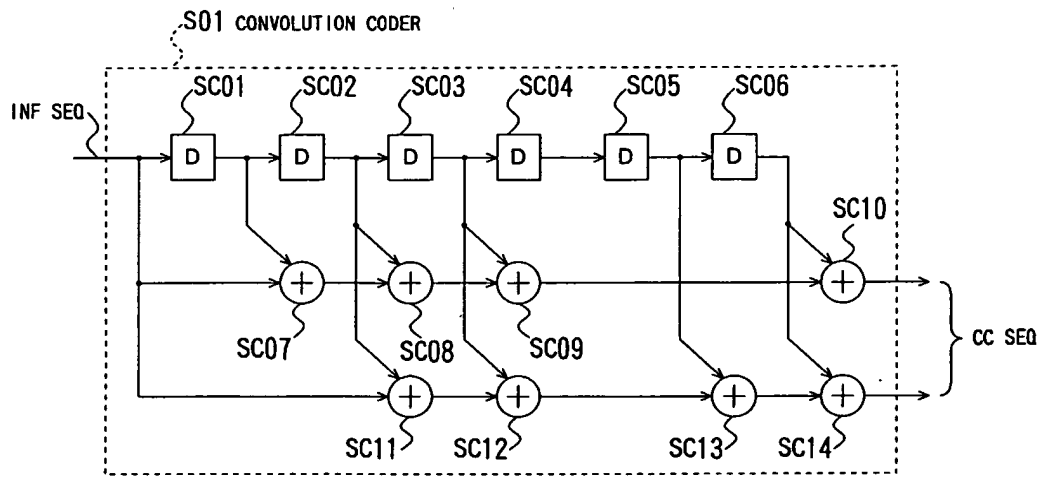 S01 CONVOLUTION CODER
SC01 SC02 SC03 SC04 SC05 SC06
INF SEQ
D D D D D D
SC10
+ + + +
SC07 SC08 SC09
CC SEQ
+ + + +
SC11 SC12 SC13 SC14